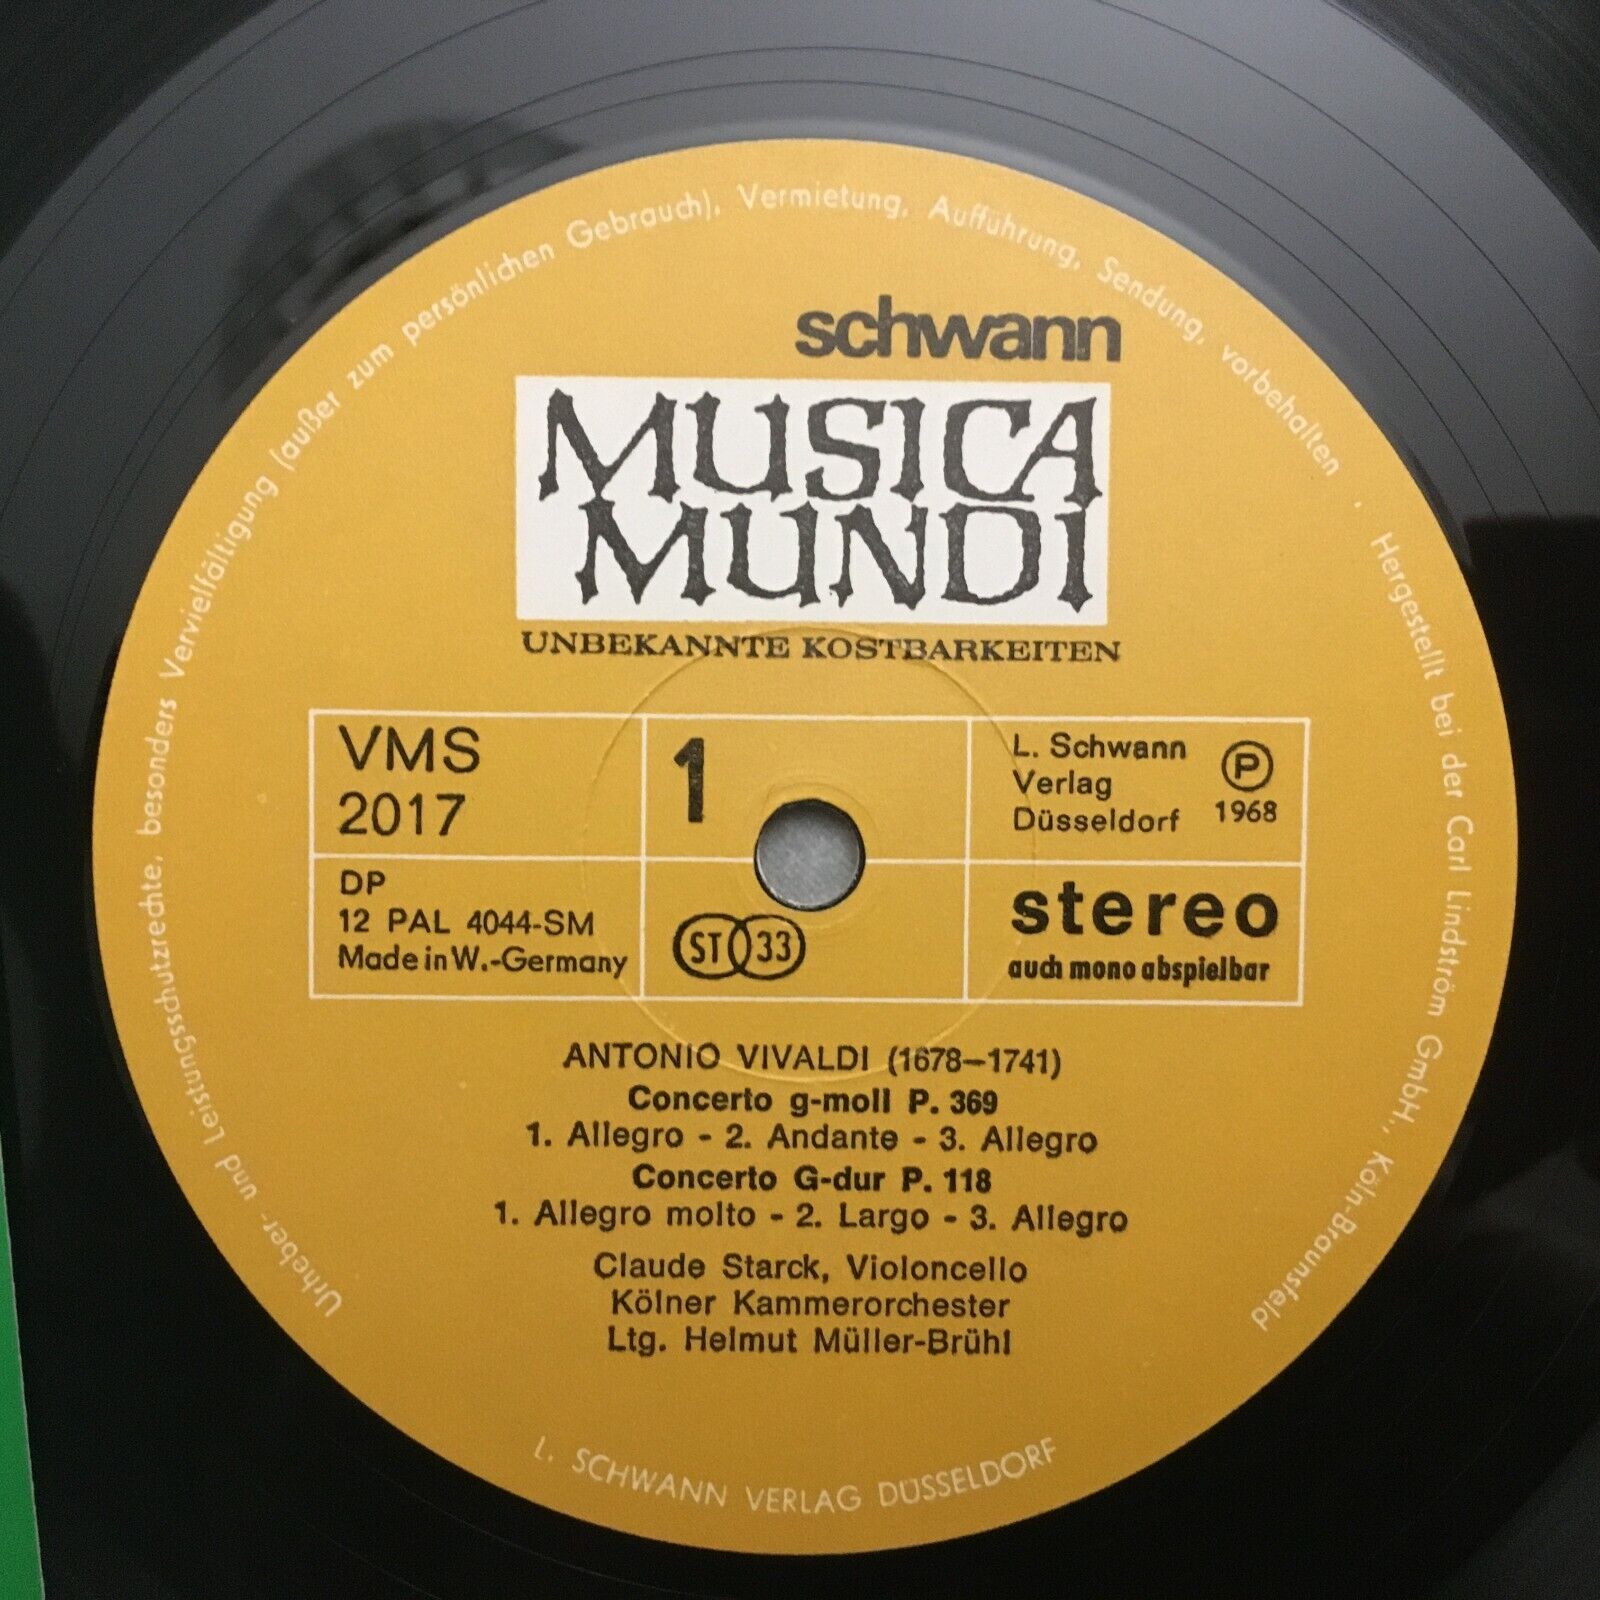 Urheber- und Leistungsschutzrechte, besonders Vervielfältigung (außer zum persönlichen Gebrauch), Vermietung, Aufführung, Sendung, vorbehalten . Hergestellt bei der Carl Lindström GmbH., Köln-Braunsfeld
schwann
MUSICA
MUNDI
UNBEKANNTE KOSTBARKEITEN
VMS
2017
1
L. Schwann
Verlag
Düsseldorf
P
1968
DP
12 PAL 4044-SM
Made in W.-Germany
ST 33
stereo
auch mono abspielbar
ANTONIO VIVALDI (1678–1741)
Concerto g-moll P. 369
1. Allegro - 2. Andante - 3. Allegro
Concerto G-dur P. 118
1. Allegro molto - 2. Largo - 3. Allegro
Claude Starck, Violoncello
Kölner Kammerorchester
Ltg. Helmut Müller-Brühl
L. SCHWANN VERLAG DÜSSELDORF